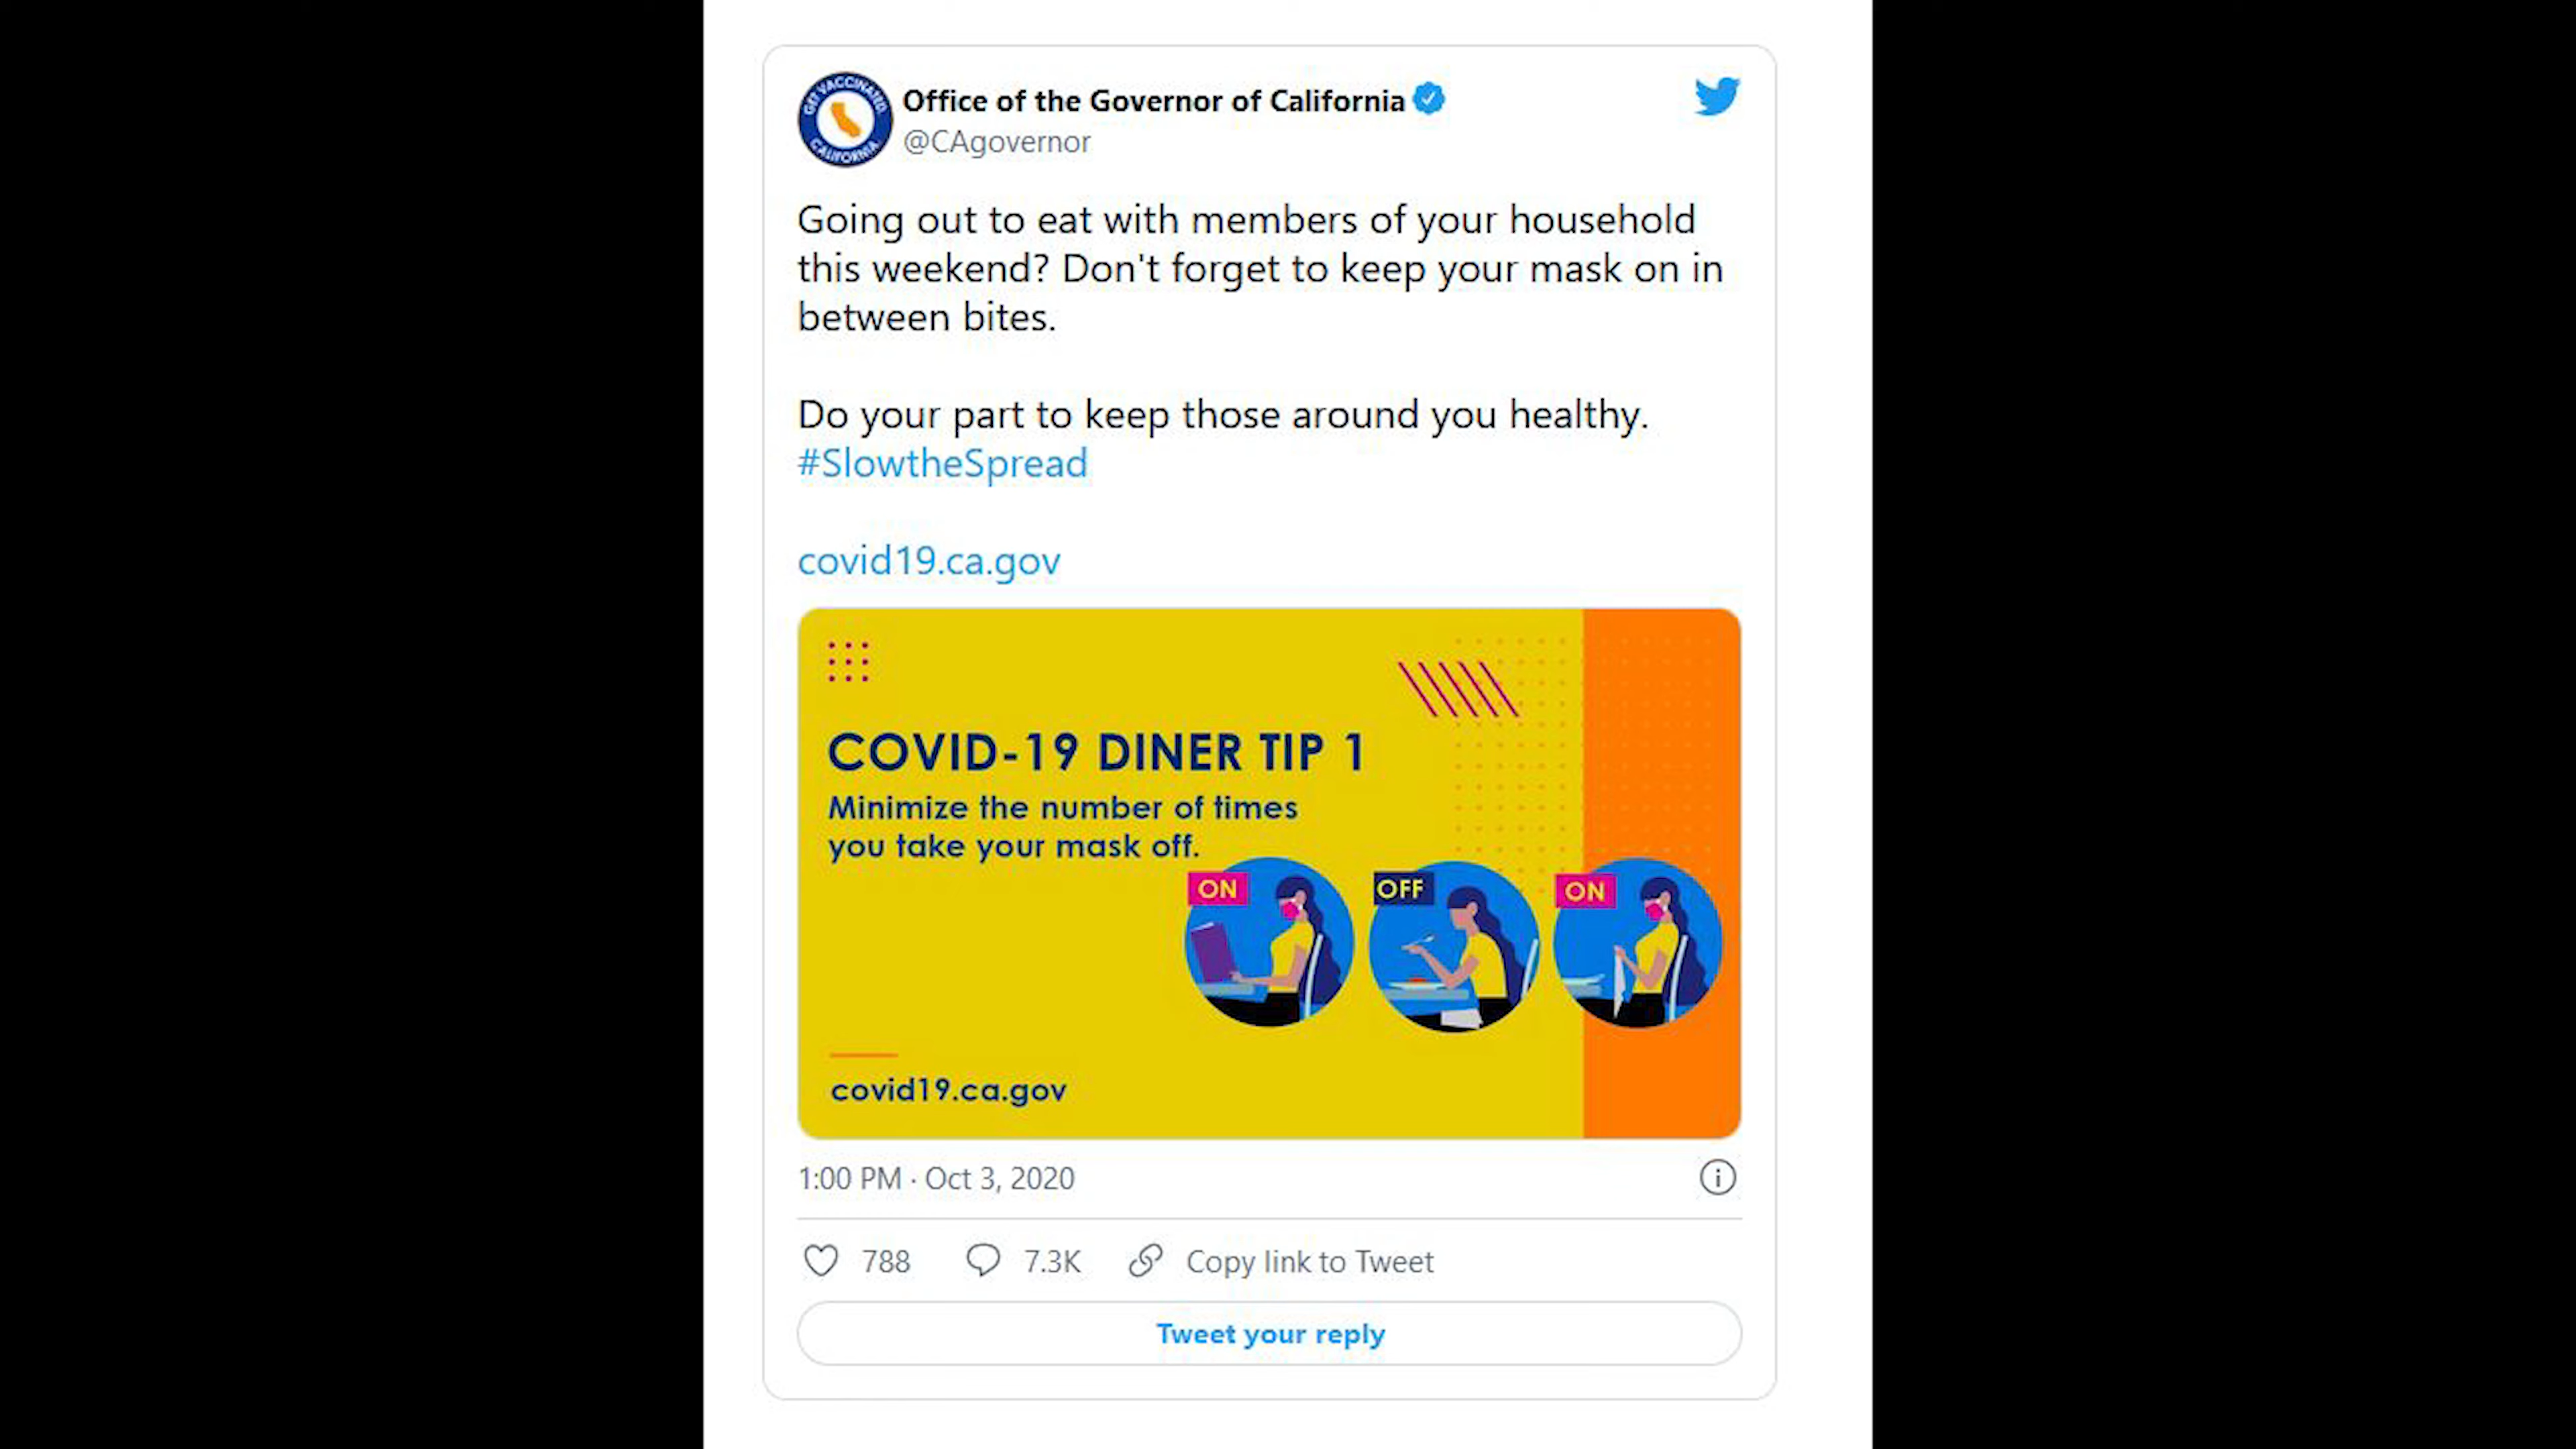 GET VACCINATED
CALIFORNIA
Office of the Governor of California
@CAgovernor
Going out to eat with members of your household
this weekend? Don't forget to keep your mask on in
between bites.
Do your part to keep those around you healthy.
#SlowtheSpread
covid19.ca.gov
COVID-19 DINER TIP 1
Minimize the number of times
you take your mask off.
ON
OFF
ON
covid19.ca.gov
1:00 PM · Oct 3, 2020
788
7.3K
Copy link to Tweet
Tweet your reply